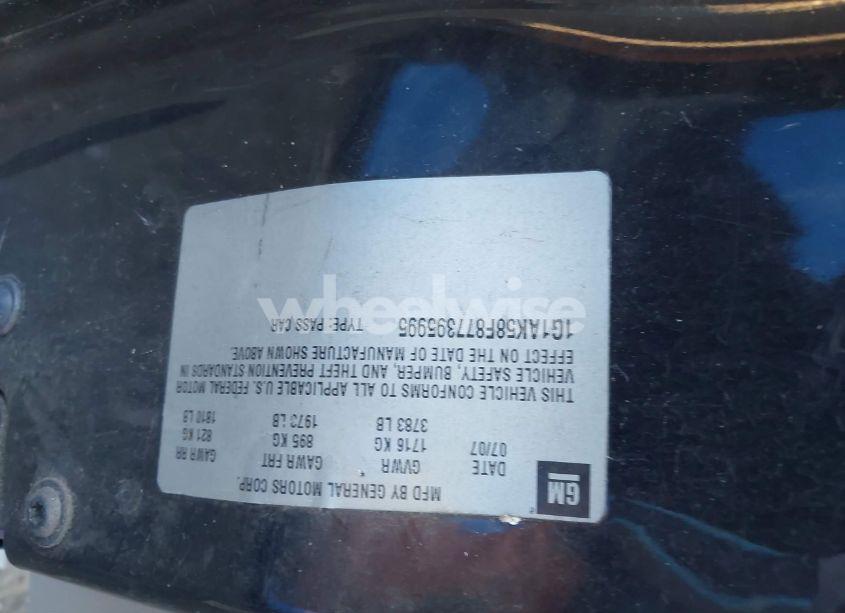 GM
MFD BY GENERAL MOTORS CORP.
DATE GVWR GAWR FRT GAWR RR
07/07 1716 KG 895 KG 821 KG
3783 LB 1973 LB 1810 LB
THIS VEHICLE CONFORMS TO ALL APPLICABLE U.S. FEDERAL MOTOR
VEHICLE SAFETY, BUMPER, AND THEFT PREVENTION STANDARDS IN
EFFECT ON THE DATE OF MANUFACTURE SHOWN ABOVE.
1G1AK58F877395995 TYPE: PASS CAR
wheelwise